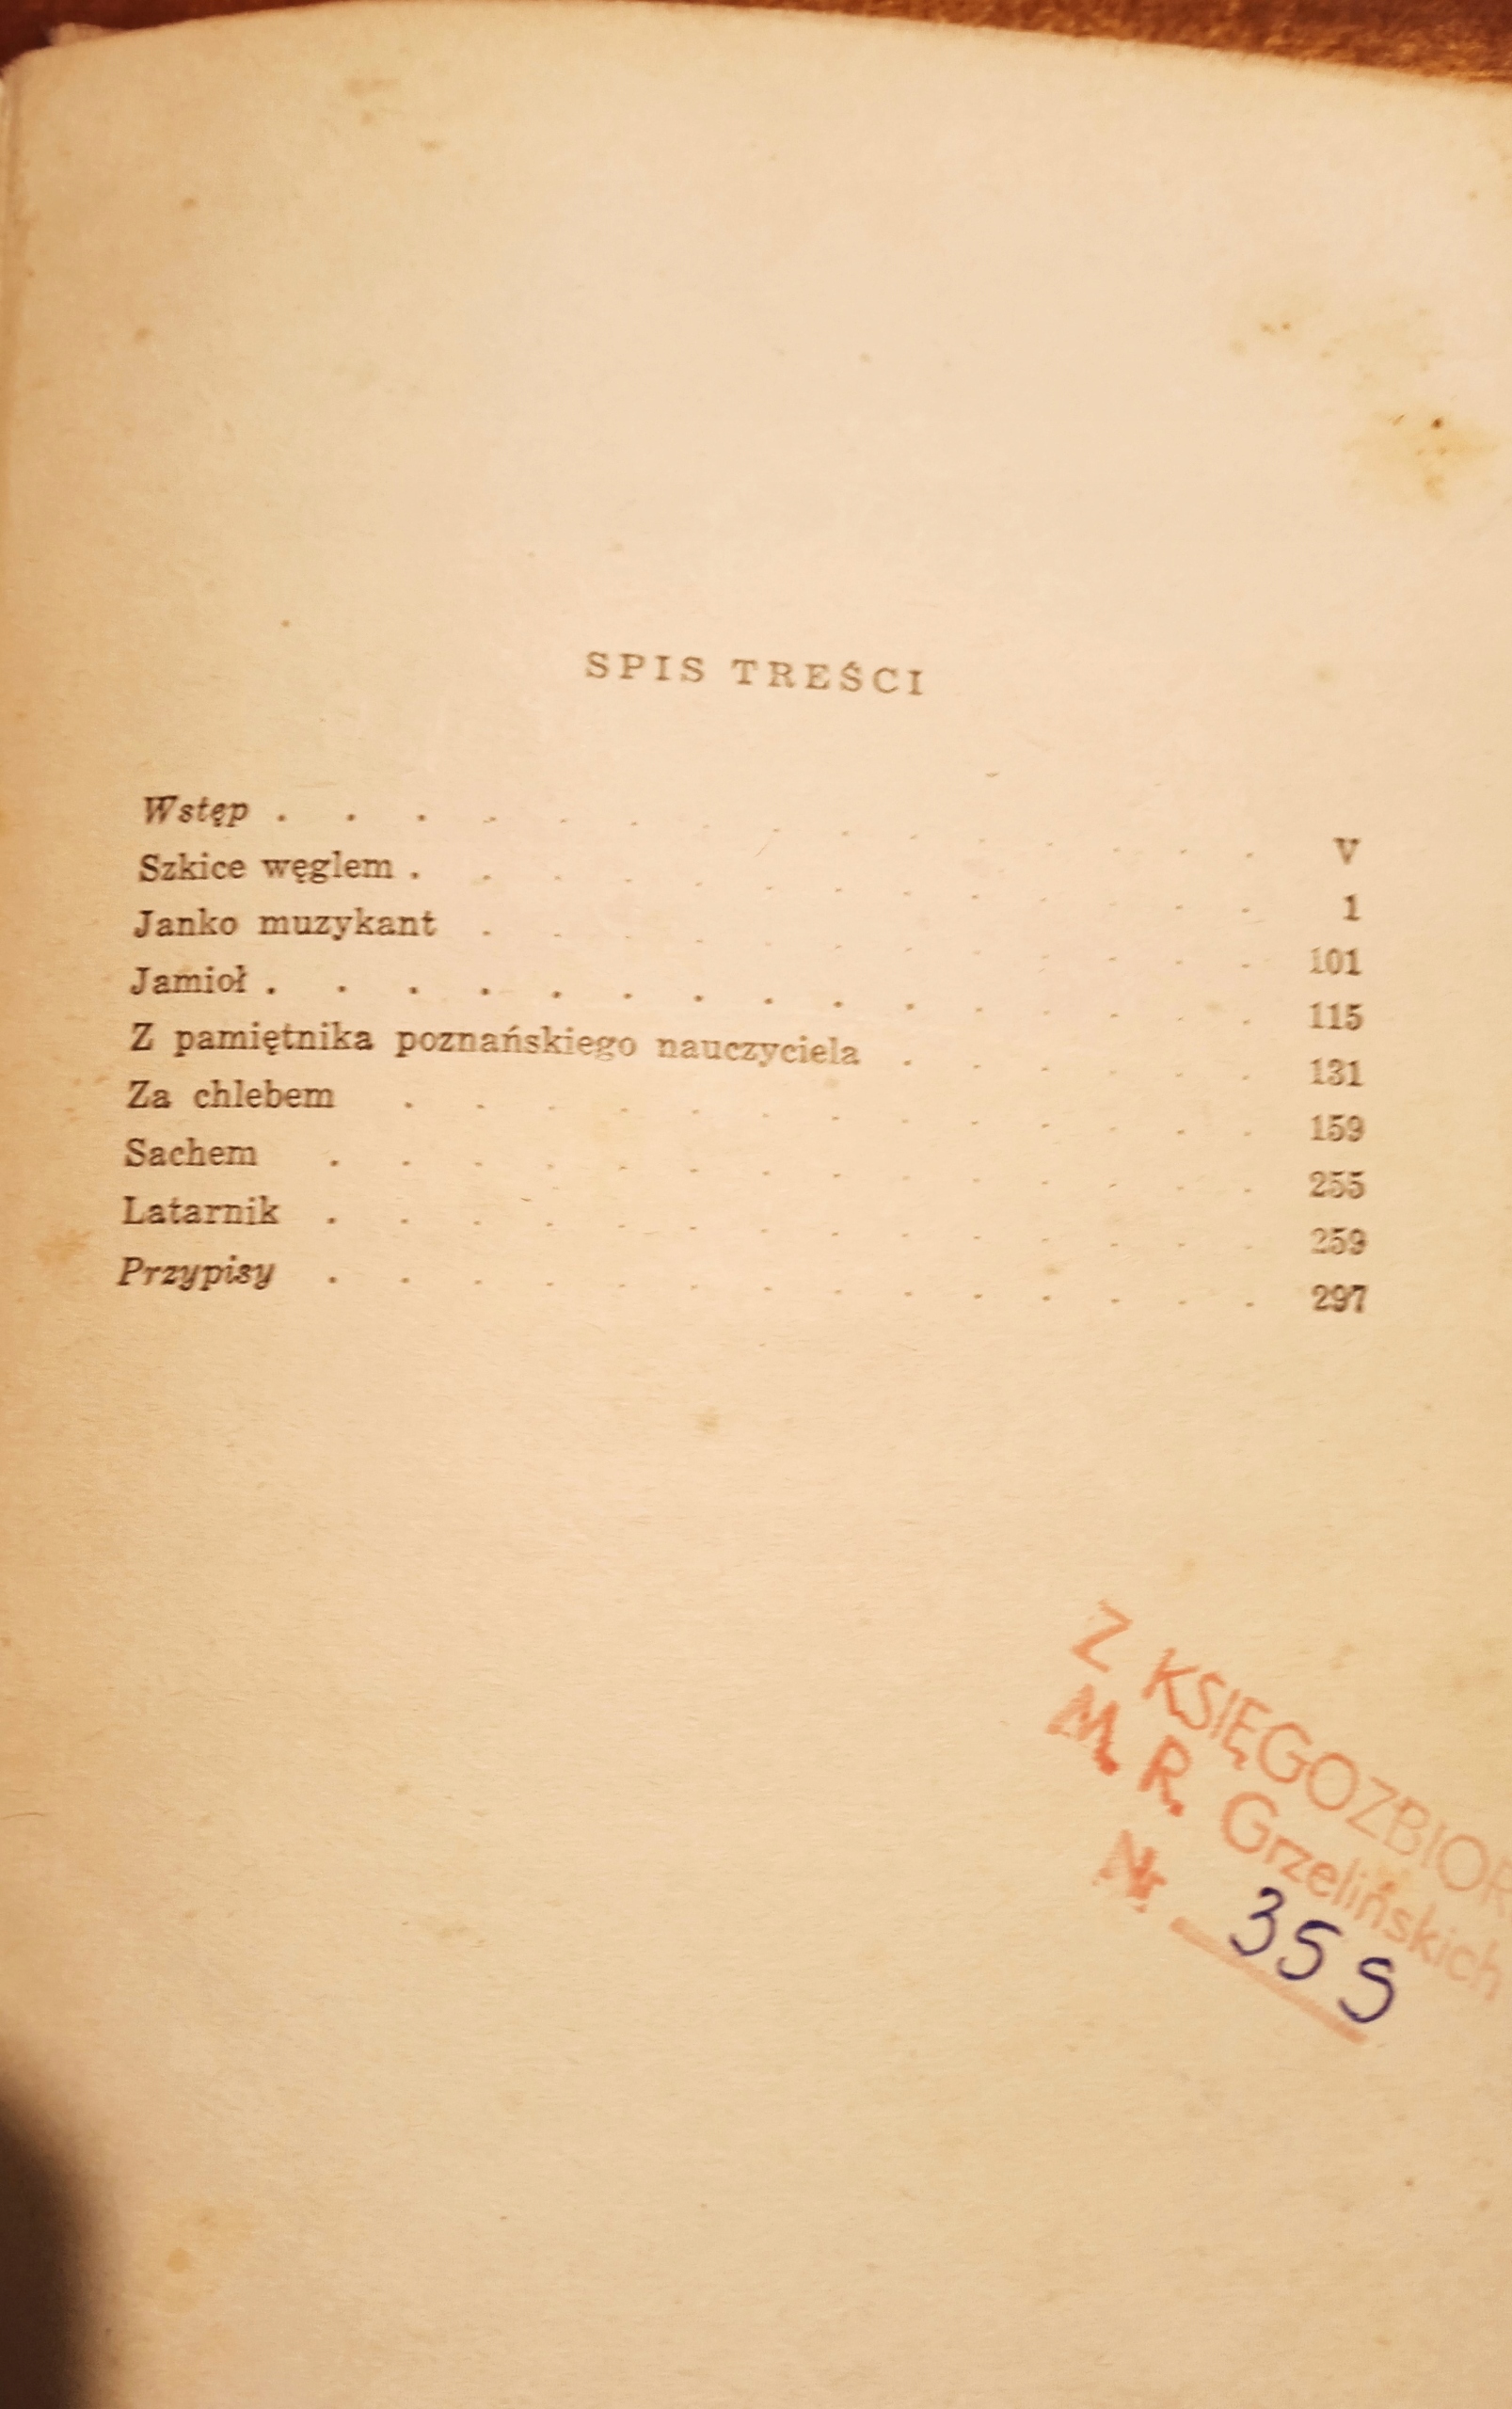 SPIS TREŚCI
Wstęp . . . . . . . . . . . . . . . V
Szkice węglem . . . . . . . . . . . . . 1
Janko muzykant . . . . . . . . . . . . 101
Jamioł . . . . . . . . . . . . . . . 115
Z pamiętnika poznańskiego nauczyciela . . . . . . 131
Za chlebem . . . . . . . . . . . . . 159
Sachem . . . . . . . . . . . . . . 255
Latarnik . . . . . . . . . . . . . . 259
Przypisy . . . . . . . . . . . . . . 297
Z KSIĘGOZBIOR
M. R. Grzelińskich
Nr 355